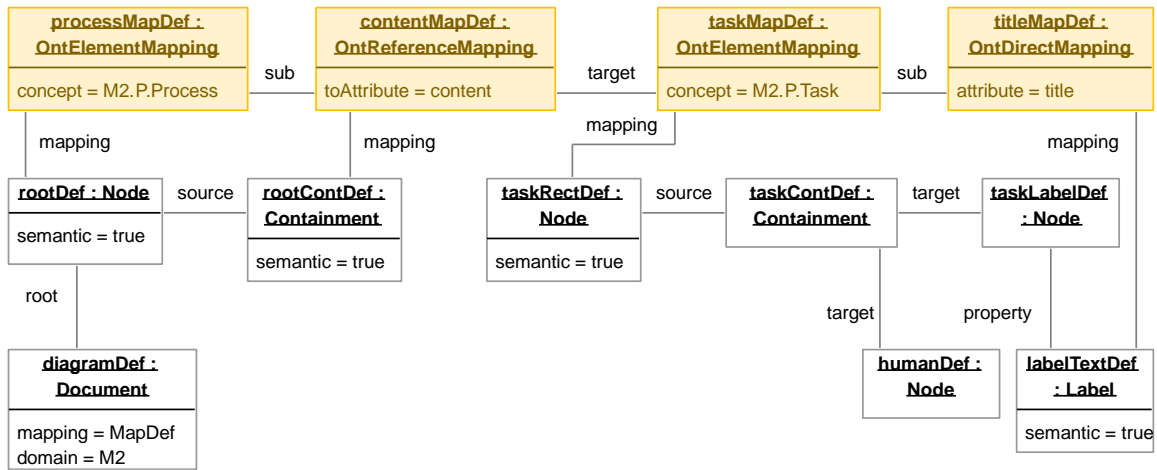 processMapDef :
OntElementMapping
concept = M2.P.Process
sub
contentMapDef :
OntReferenceMapping
toAttribute = content
target
taskMapDef :
OntElementMapping
concept = M2.P.Task
sub
titleMapDef :
OntDirectMapping
attribute = title
mapping
mapping
mapping
mapping
rootDef : Node
semantic = true
source
rootContDef :
Containment
semantic = true
taskRectDef :
Node
semantic = true
source
taskContDef :
Containment
target
taskLabelDef
: Node
root
target
property
diagramDef :
Document
mapping = MapDef
domain = M2
humanDef :
Node
labelTextDef
: Label
semantic = true